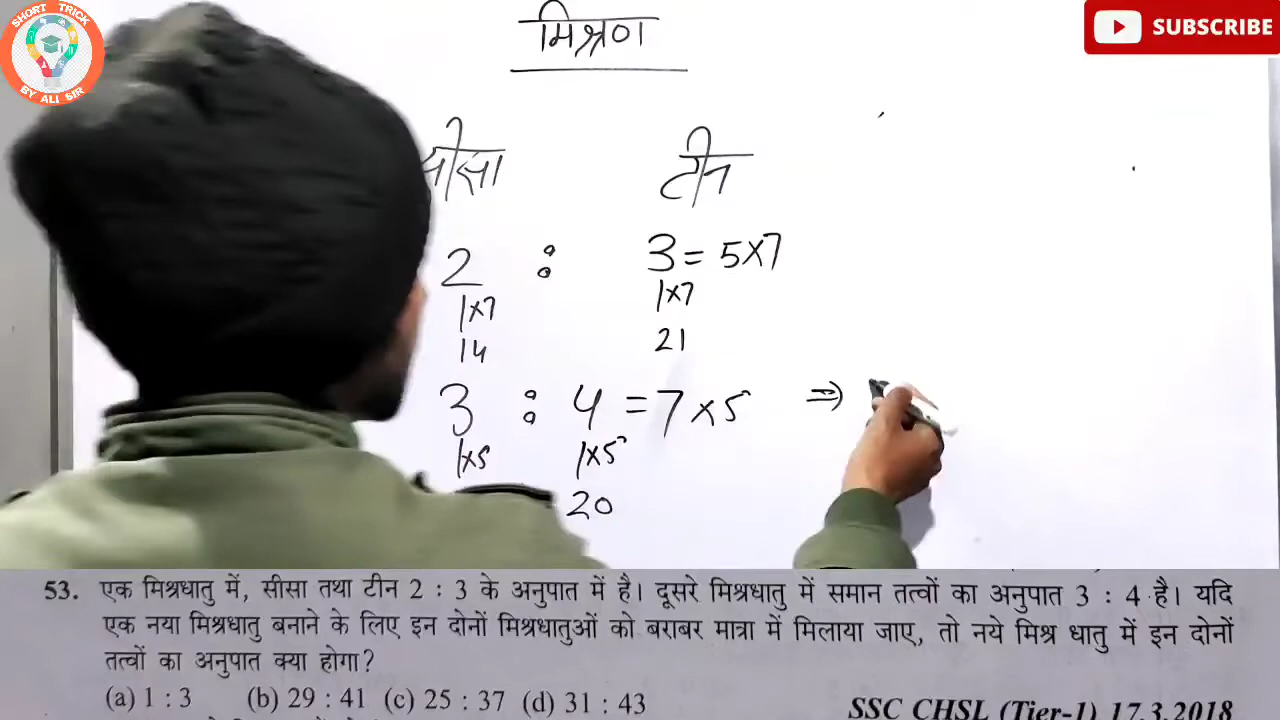 SHORT TRICK
BY ALI SIR
SUBSCRIBE
मिश्रण
सीसा टीन
2 : 3 = 5×7
1×7 1×7
14 21
3 : 4 = 7×5 ⇒
1×5 1×5
20
53. एक मिश्रधातु में, सीसा तथा टीन 2 : 3 के अनुपात में है। दूसरे मिश्रधातु में समान तत्वों का अनुपात 3 : 4 है। यदि
एक नया मिश्रधातु बनाने के लिए इन दोनों मिश्रधातुओं को बराबर मात्रा में मिलाया जाए, तो नये मिश्र धातु में इन दोनों
तत्वों का अनुपात क्या होगा?
(a) 1 : 3 (b) 29 : 41 (c) 25 : 37 (d) 31 : 43
SSC CHSL (Tier-1) 17.3.2018